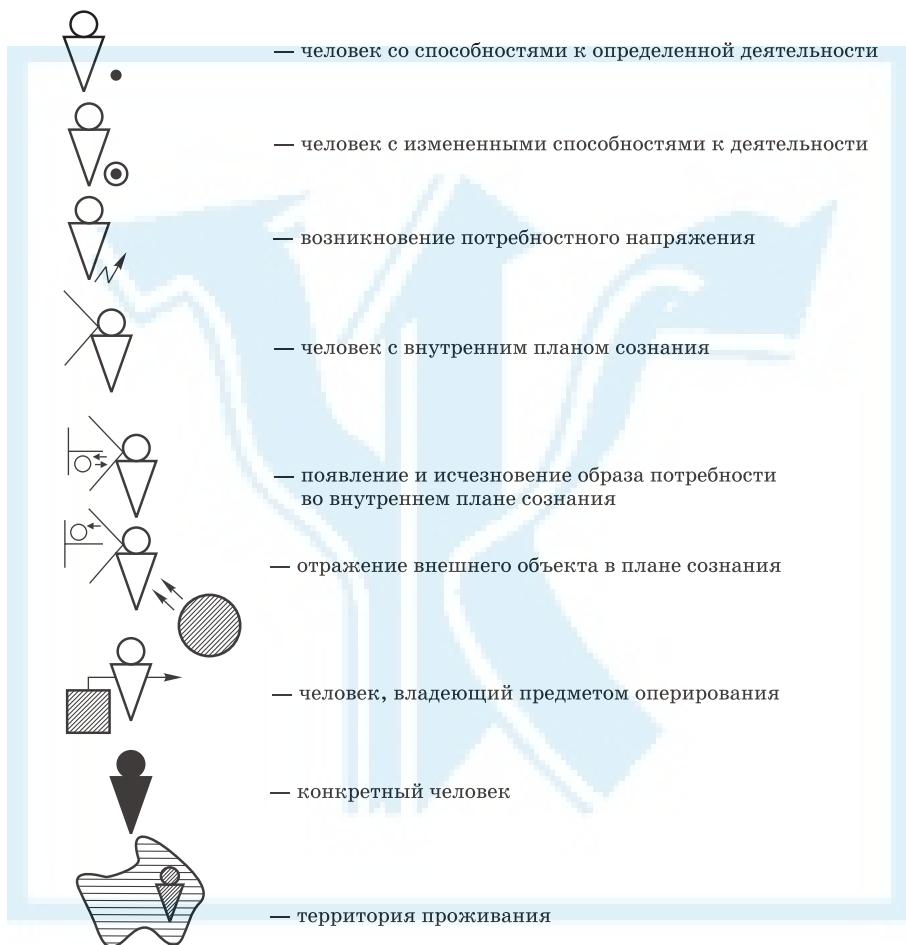 — человек со способностями к определенной деятельности
— человек с измененными способностями к деятельности
— возникновение потребностного напряжения
— человек с внутренним планом сознания
— появление и исчезновение образа потребности
во внутреннем плане сознания
— отражение внешнего объекта в плане сознания
— человек, владеющий предметом оперирования
— конкретный человек
— территория проживания